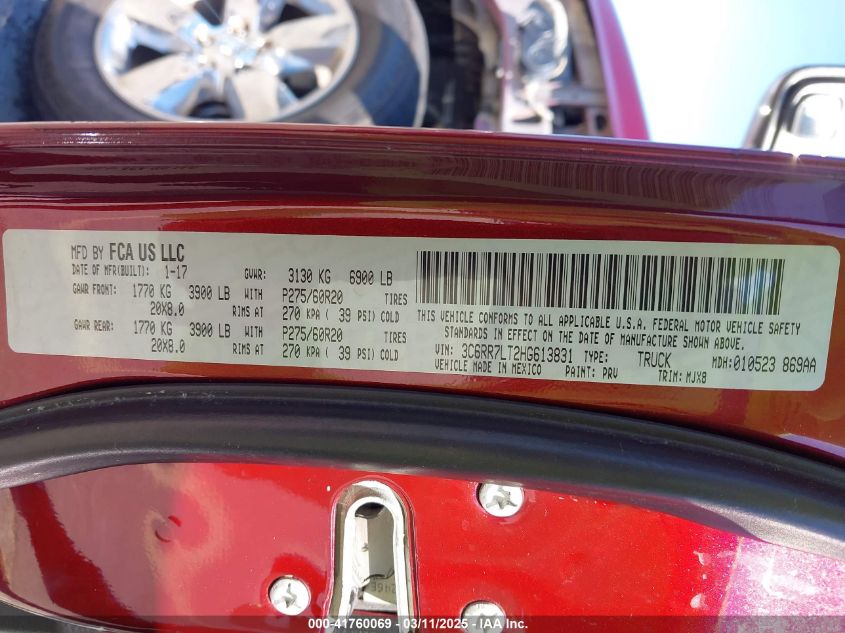 MFD BY FCA US LLC
DATE OF MFR(BUILT): 1-17 GVWR: 3130 KG 6900 LB
GAWR FRONT: 1770 KG 3900 LB WITH P275/60R20 TIRES
20X8.0 RIMS AT 270 KPA ( 39 PSI) COLD
GAWR REAR: 1770 KG 3900 LB WITH P275/60R20 TIRES
20X8.0 RIMS AT 270 KPA ( 39 PSI) COLD
THIS VEHICLE CONFORMS TO ALL APPLICABLE U.S.A. FEDERAL MOTOR VEHICLE SAFETY
STANDARDS IN EFFECT ON THE DATE OF MANUFACTURE SHOWN ABOVE.
VIN: 3C6RR7LT2HG613831 TYPE: TRUCK MDH:010523 869AA
VEHICLE MADE IN MEXICO PAINT: PRV TRIM: MJX8
000-41760069 - 03/11/2025 - IAA Inc.